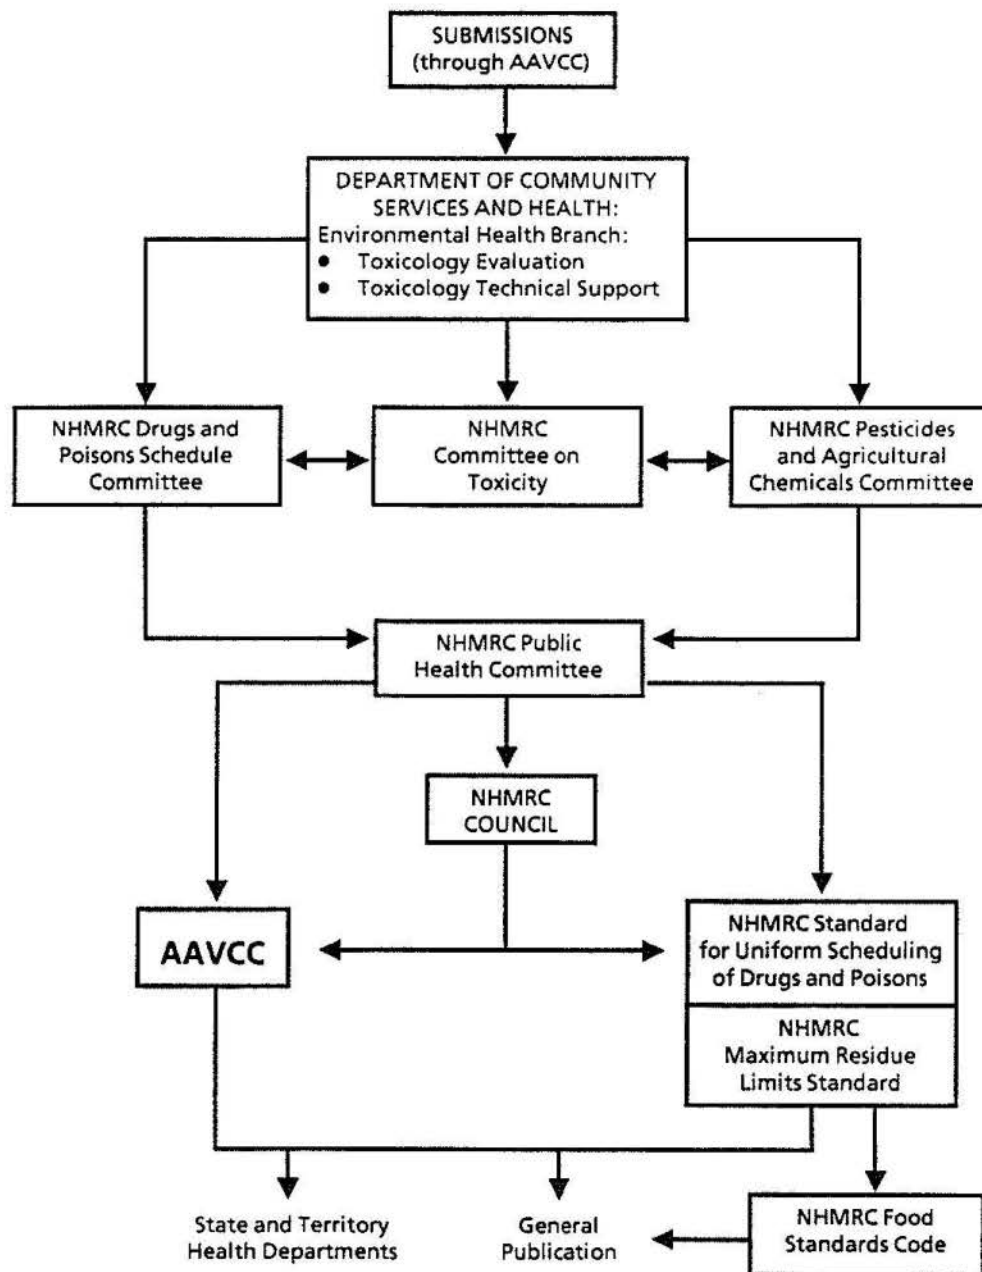 SUBMISSIONS
(through AAVCC)
DEPARTMENT OF COMMUNITY
SERVICES AND HEALTH:
Environmental Health Branch:
● Toxicology Evaluation
● Toxicology Technical Support
NHMRC Drugs and
Poisons Schedule
Committee
NHMRC
Committee on
Toxicity
NHMRC Pesticides
and Agricultural
Chemicals Committee
NHMRC Public
Health Committee
NHMRC
COUNCIL
AAVCC
NHMRC Standard
for Uniform Scheduling
of Drugs and Poisons
NHMRC
Maximum Residue
Limits Standard
State and Territory
Health Departments
General
Publication
NHMRC Food
Standards Code